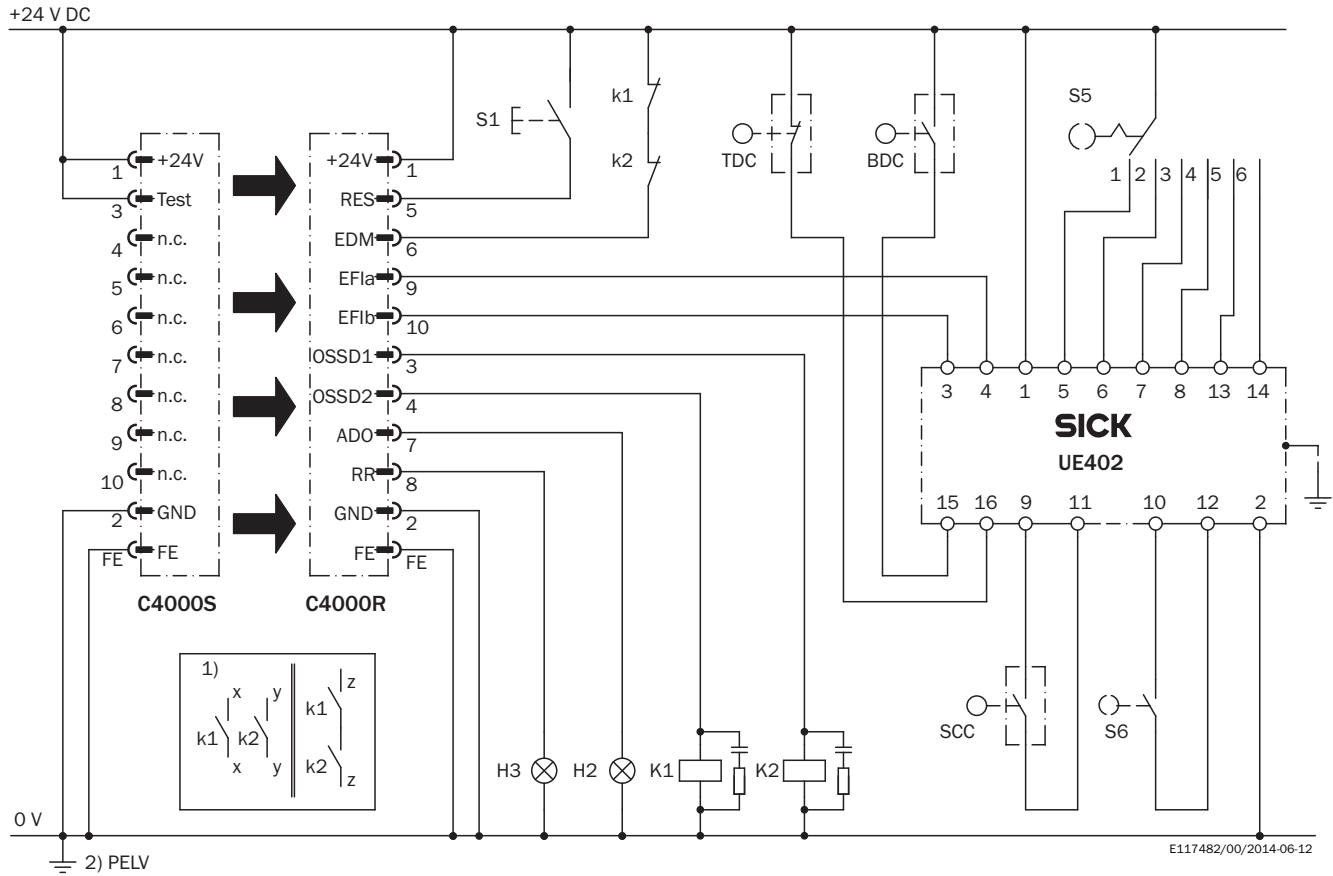 +24 V DC
S1
k1
k2
TDC
BDC
S5
1 2 3 4 5 6
1 +24V
3 Test
4 n.c.
5 n.c.
6 n.c.
7 n.c.
8 n.c.
9 n.c.
10 n.c.
2 GND
FE FE
C4000S
+24V 1
RES 5
EDM 6
EFIa 9
EFIb 10
OSSD1 3
OSSD2 4
ADO 7
RR 8
GND 2
FE FE
C4000R
3 4 1 5 6 7 8 13 14
SICK
UE402
15 16 9 11 10 12 2
SCC
S6
1)
x y z
k1 k2 k1
k2
x y z
H3 H2 K1 K2
0 V
2) PELV
E117482/00/2014-06-12